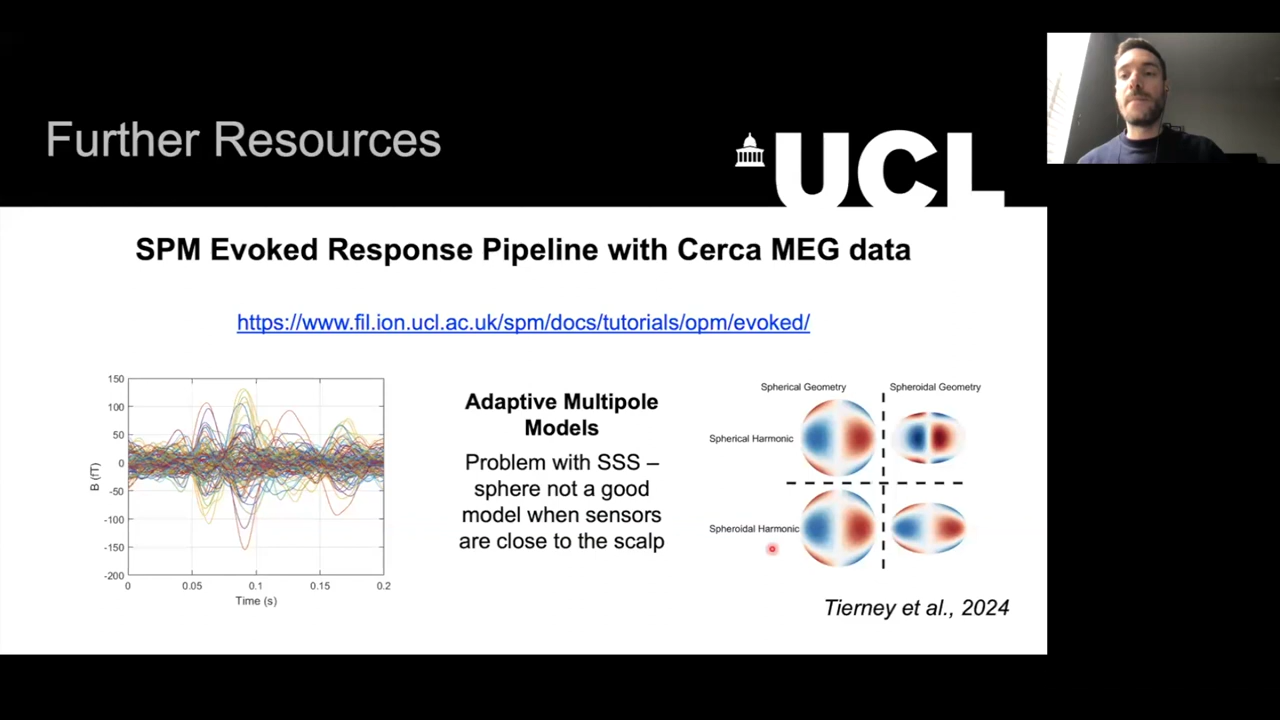 Further Resources
UCL
SPM Evoked Response Pipeline with Cerca MEG data
https://www.fil.ion.ucl.ac.uk/spm/docs/tutorials/opm/evoked/
150
100
50
0
-50
-100
-150
-200
B (fT)
0 0.05 0.1 0.15 0.2
Time (s)
Adaptive Multipole
Models
Problem with SSS –
sphere not a good
model when sensors
are close to the scalp
Spherical Geometry Spheroidal Geometry
Spherical Harmonic
Spheroidal Harmonic
Tierney et al., 2024